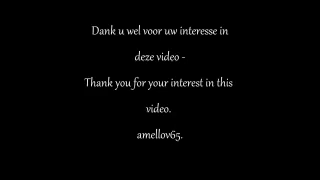 Dank u wel voor uw interesse in
deze video -
Thank you for your interest in this
video.
amellov65.